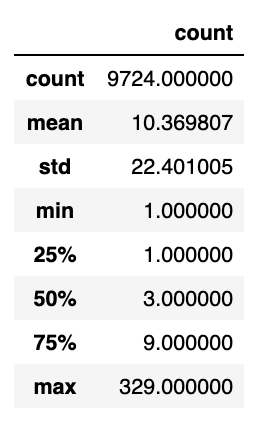 count
count 9724.000000
mean 10.369807
std 22.401005
min 1.000000
25% 1.000000
50% 3.000000
75% 9.000000
max 329.000000